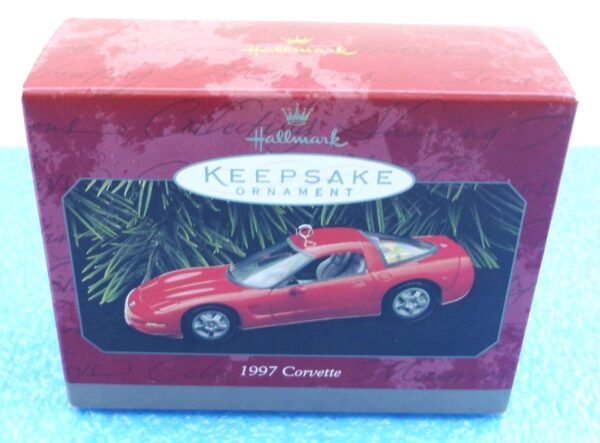 Hallmark
Hallmark
KEEPSAKE
ORNAMENT
1997 Corvette